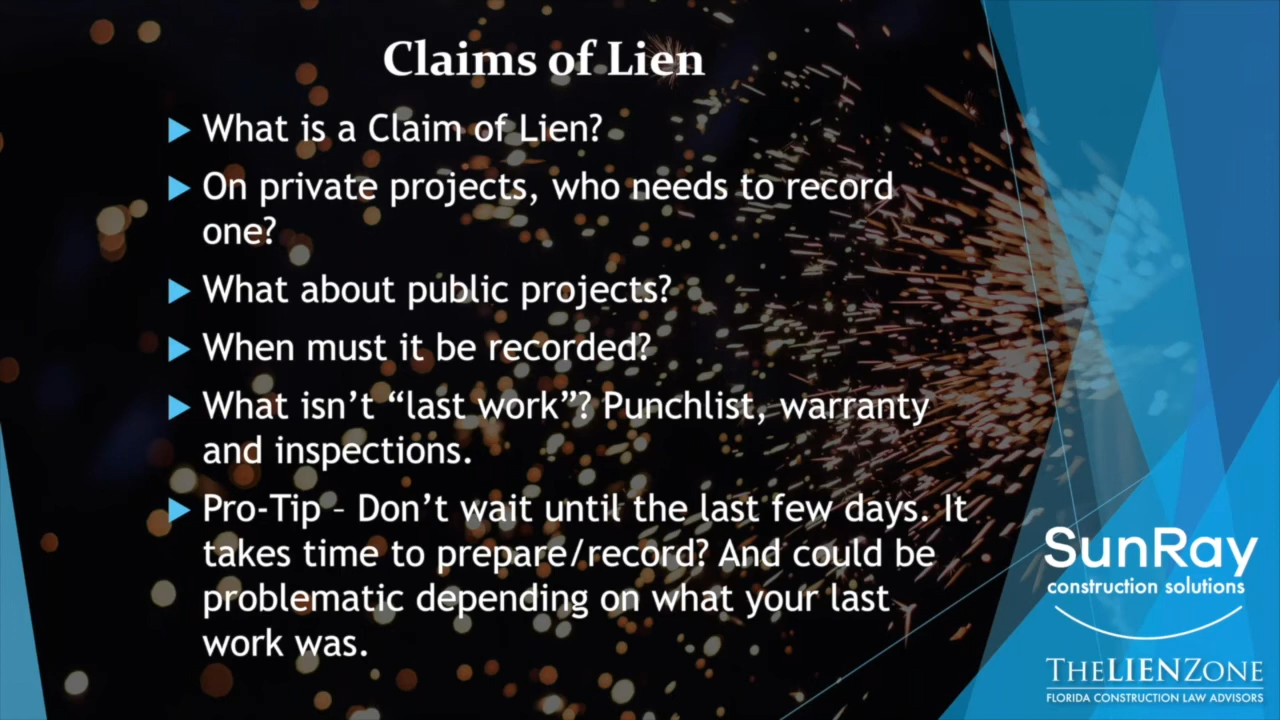 Claims of Lien
What is a Claim of Lien?
On private projects, who needs to record
one?
What about public projects?
When must it be recorded?
What isn't “last work”? Punchlist, warranty
and inspections.
Pro-Tip – Don't wait until the last few days. It
takes time to prepare/record? And could be
problematic depending on what your last
work was.
SunRay
construction solutions
THELIENZONE
FLORIDA CONSTRUCTION LAW ADVISORS